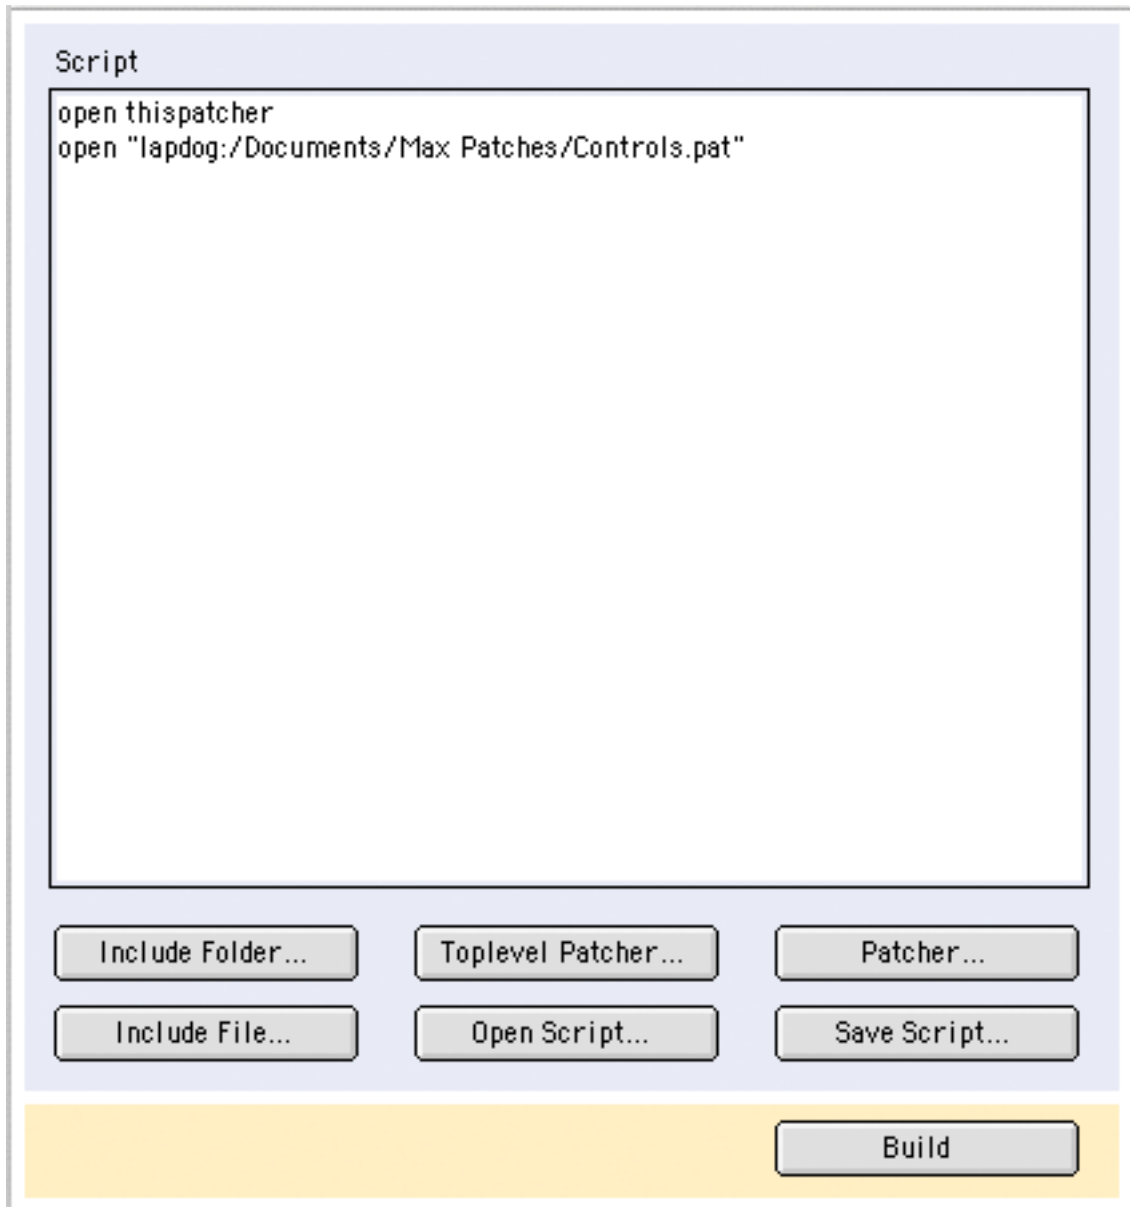 Script
open thispatcher
open "lapdog:/Documents/Max Patches/Controls.pat"
Include Folder... Toplevel Patcher... Patcher...
Include File... Open Script... Save Script...
Build